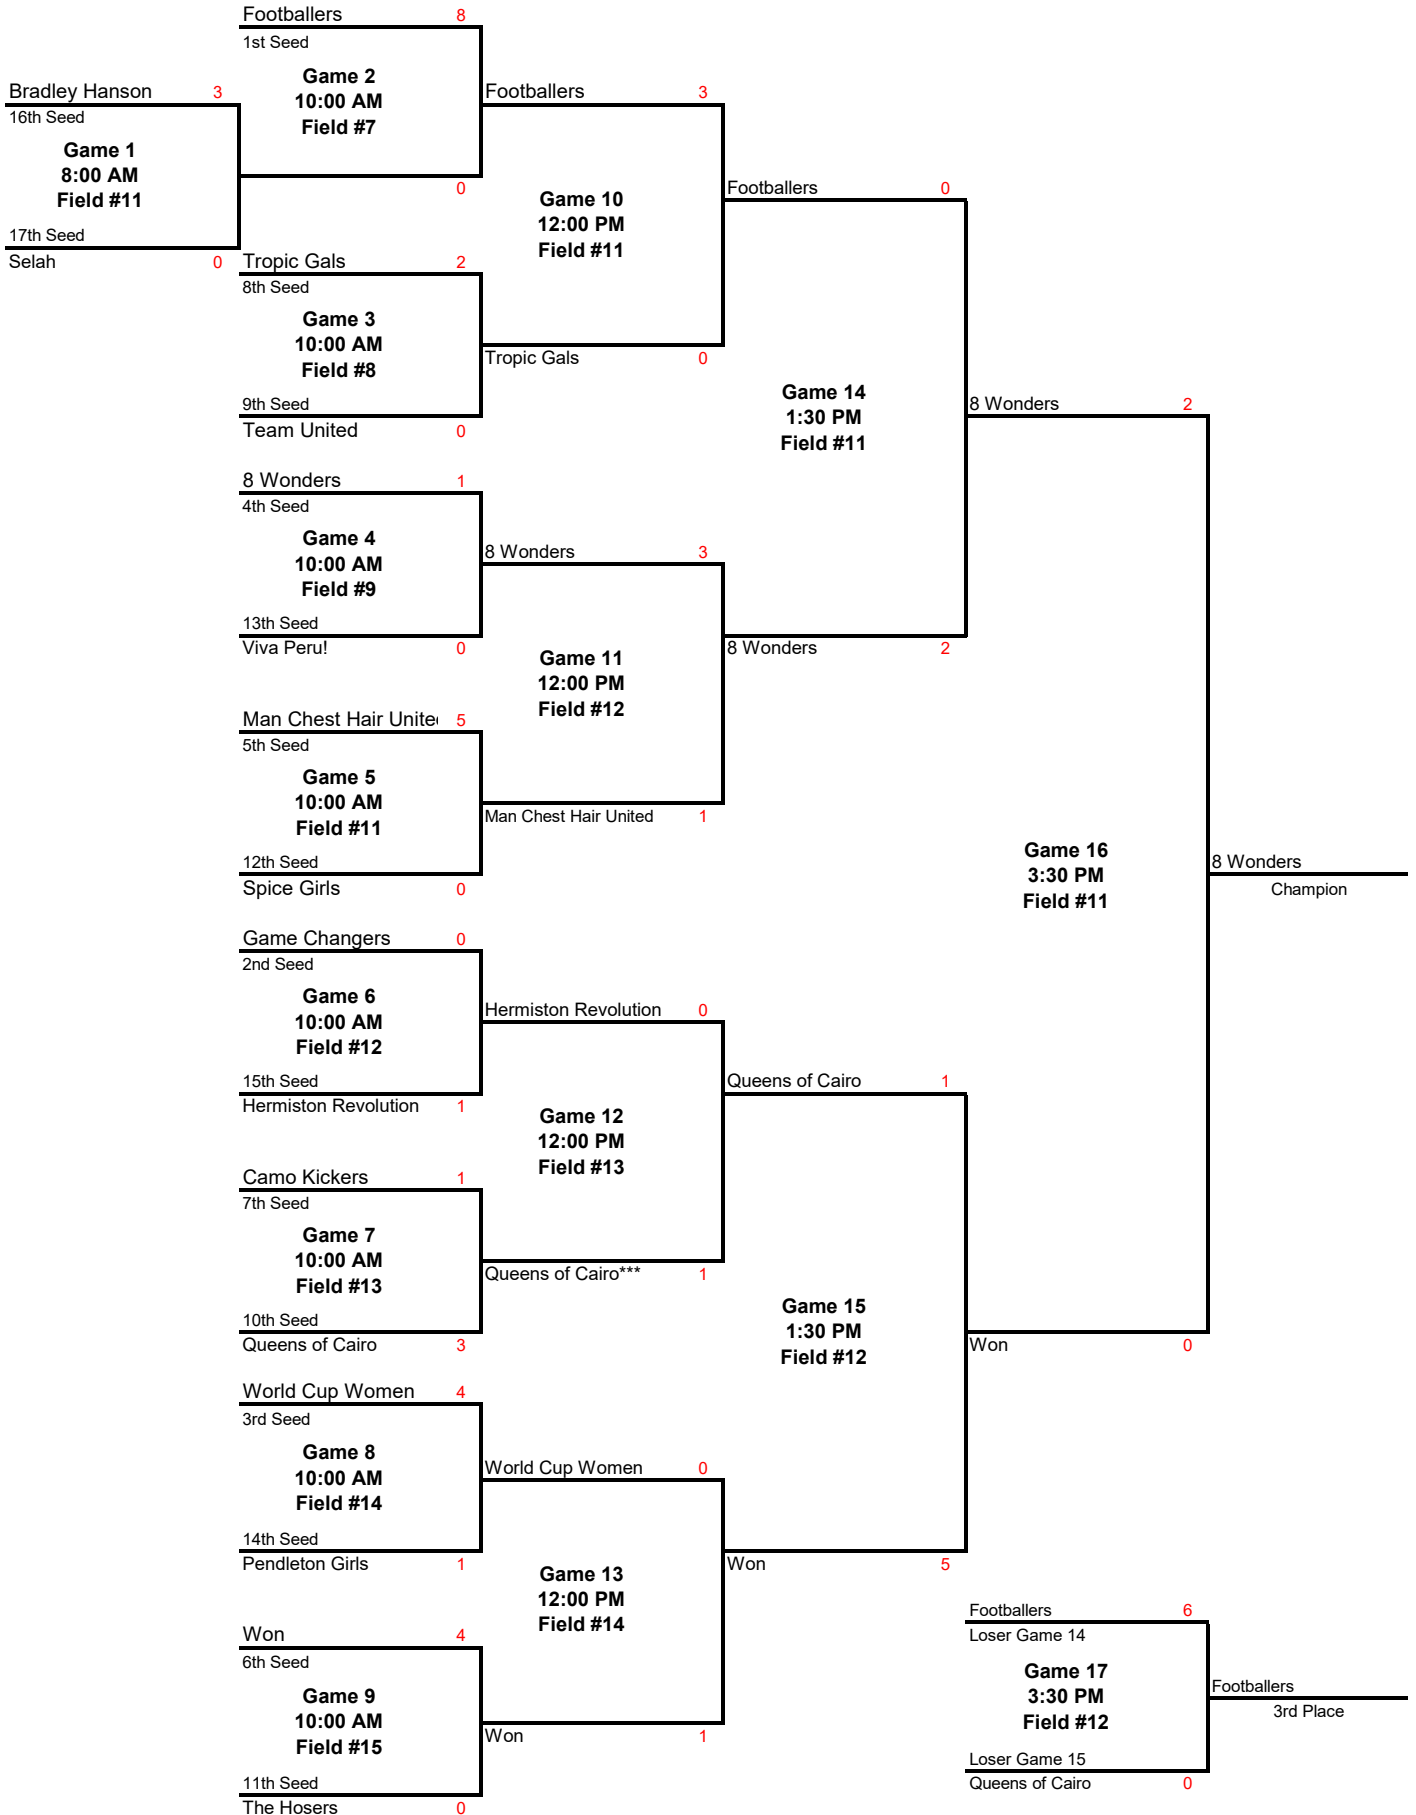 Footballers 8
1st Seed
Game 2
10:00 AM
Field #7
0
Bradley Hanson 3
16th Seed
Game 1
8:00 AM
Field #11
17th Seed
Selah 0
Tropic Gals 2
8th Seed
Game 3
10:00 AM
Field #8
9th Seed
Team United 0
8 Wonders 1
4th Seed
Game 4
10:00 AM
Field #9
13th Seed
Viva Peru! 0
Man Chest Hair Unite 5
5th Seed
Game 5
10:00 AM
Field #11
12th Seed
Spice Girls 0
Game Changers 0
2nd Seed
Game 6
10:00 AM
Field #12
15th Seed
Hermiston Revolution 1
Camo Kickers 1
7th Seed
Game 7
10:00 AM
Field #13
10th Seed
Queens of Cairo 3
World Cup Women 4
3rd Seed
Game 8
10:00 AM
Field #14
14th Seed
Pendleton Girls 1
Won 4
6th Seed
Game 9
10:00 AM
Field #15
11th Seed
The Hosers 0
Footballers 3
Game 10
12:00 PM
Field #11
Tropic Gals 0
8 Wonders 3
Game 11
12:00 PM
Field #12
Man Chest Hair United 1
Hermiston Revolution 0
Game 12
12:00 PM
Field #13
Queens of Cairo*** 1
World Cup Women 0
Game 13
12:00 PM
Field #14
Won 1
Footballers 0
Game 14
1:30 PM
Field #11
8 Wonders 2
Queens of Cairo 1
Game 15
1:30 PM
Field #12
Won 5
8 Wonders 2
Game 16
3:30 PM
Field #11
Won 0
8 Wonders
Champion
Footballers 6
Loser Game 14
Game 17
3:30 PM
Field #12
Loser Game 15
Queens of Cairo 0
Footballers
3rd Place